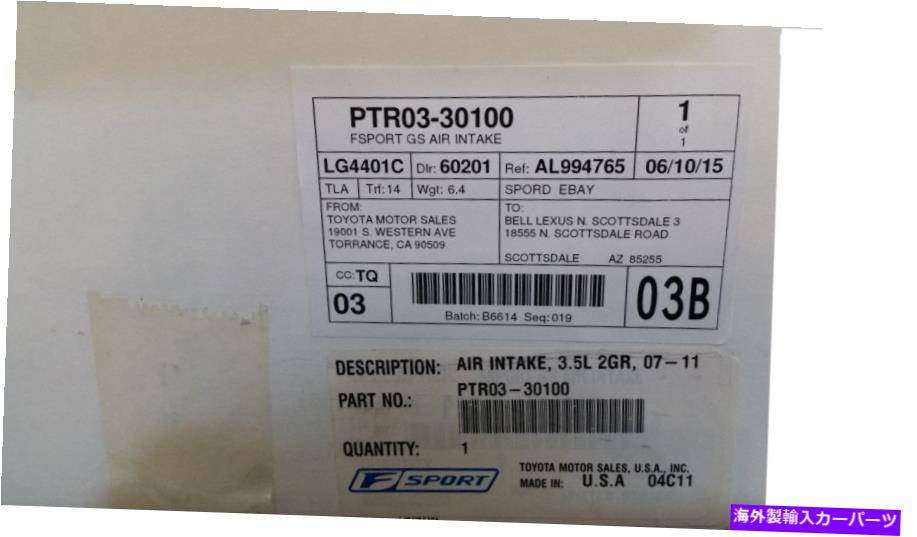 PTR03-30100
FSPORT GS AIR INTAKE
1
of
1
LG4401C Dlr: 60201 Ref: AL994765 06/10/15
TLA Trf: 14 Wgt: 6.4 SPORD EBAY
FROM:
TOYOTA MOTOR SALES
19001 S. WESTERN AVE
TORRANCE, CA 90509
TO:
BELL LEXUS N. SCOTTSDALE 3
18555 N. SCOTTSDALE ROAD
SCOTTSDALE AZ 85255
CC: TQ
03
Batch: B6614 Seq: 019
03B
DESCRIPTION: AIR INTAKE, 3.5L 2GR, 07-11
PART NO.: PTR03-30100
QUANTITY: 1
F SPORT
TOYOTA MOTOR SALES, U.S.A., INC.
MADE IN: U.S.A 04C11
海外製輸入カーパーツ